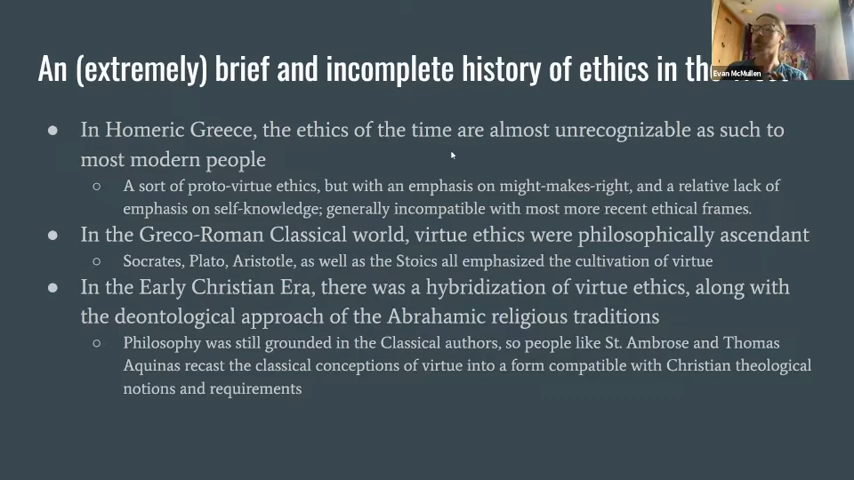 An (extremely) brief and incomplete history of ethics in the
Evan McMullen
● In Homeric Greece, the ethics of the time are almost unrecognizable as such to
most modern people
○ A sort of proto-virtue ethics, but with an emphasis on might-makes-right, and a relative lack of
emphasis on self-knowledge; generally incompatible with most more recent ethical frames.
● In the Greco-Roman Classical world, virtue ethics were philosophically ascendant
○ Socrates, Plato, Aristotle, as well as the Stoics all emphasized the cultivation of virtue
● In the Early Christian Era, there was a hybridization of virtue ethics, along with
the deontological approach of the Abrahamic religious traditions
○ Philosophy was still grounded in the Classical authors, so people like St. Ambrose and Thomas
Aquinas recast the classical conceptions of virtue into a form compatible with Christian theological
notions and requirements